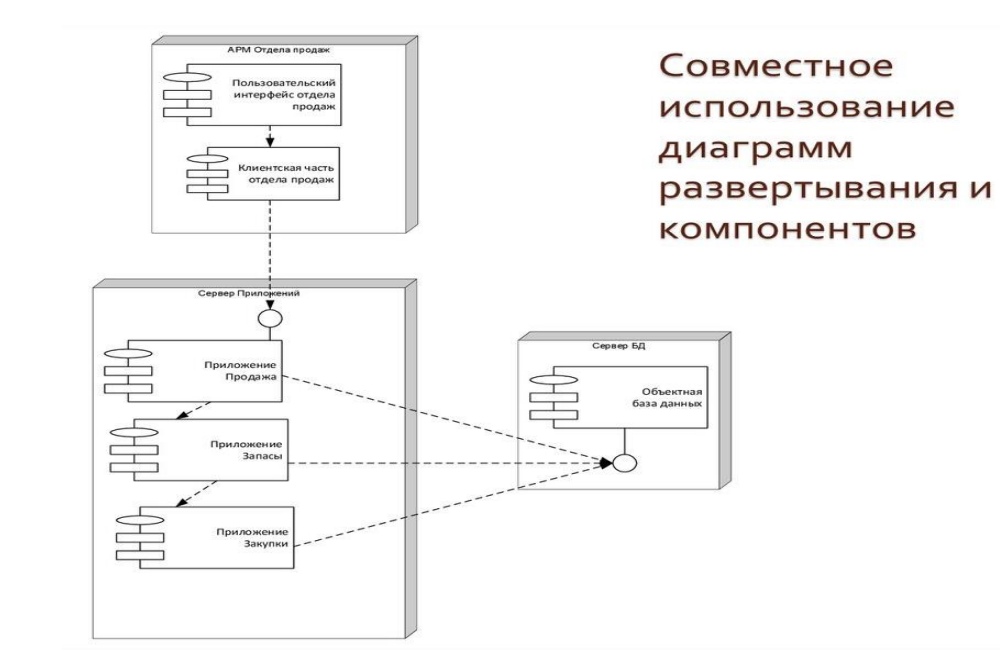 АРМ Отдела продаж
Пользовательский
интерфейс отдела
продаж
Клиентская часть
отдела продаж
Совместное
использование
диаграмм
развертывания и
компонентов
Сервер Приложений
Приложение
Продажа
Приложение
Запасы
Приложение
Закупки
Сервер БД
Объектная
база данных